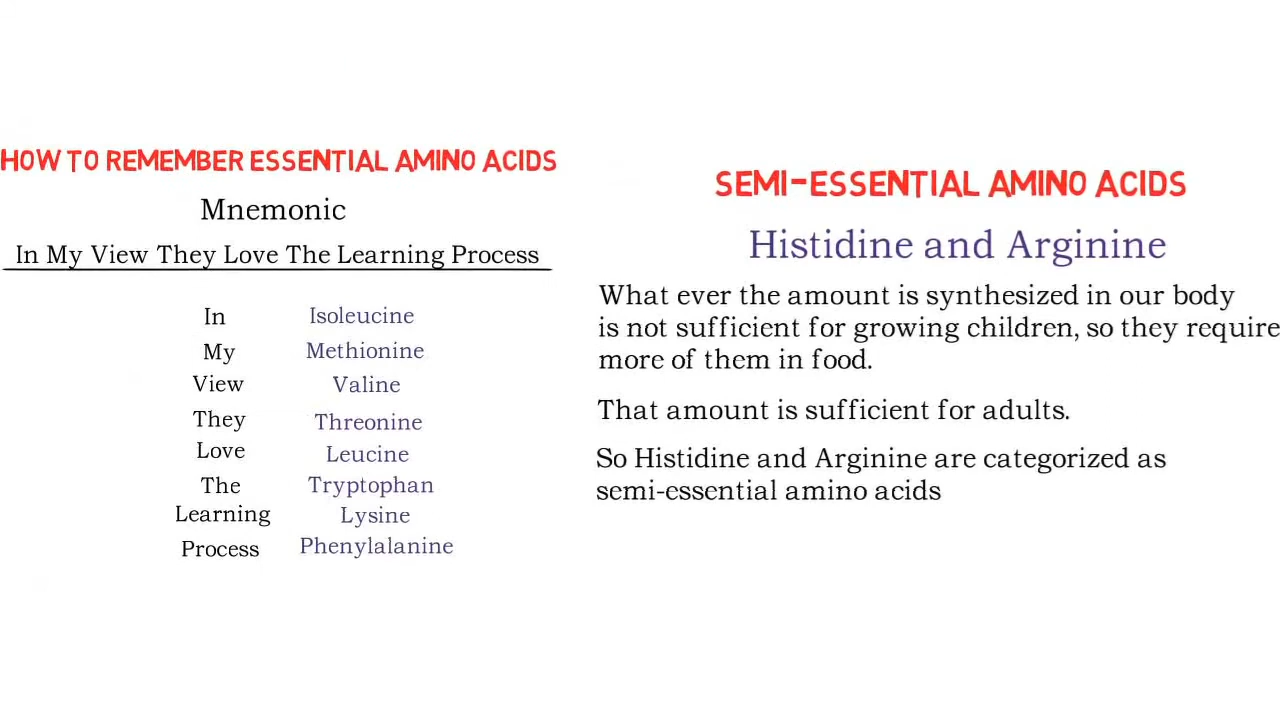 HOW TO REMEMBER ESSENTIAL AMINO ACIDS
Mnemonic
In My View They Love The Learning Process
In Isoleucine
My Methionine
View Valine
They Threonine
Love Leucine
The Tryptophan
Learning Lysine
Process Phenylalanine
SEMI-ESSENTIAL AMINO ACIDS
Histidine and Arginine
What ever the amount is synthesized in our body
is not sufficient for growing children, so they require
more of them in food.
That amount is sufficient for adults.
So Histidine and Arginine are categorized as
semi-essential amino acids